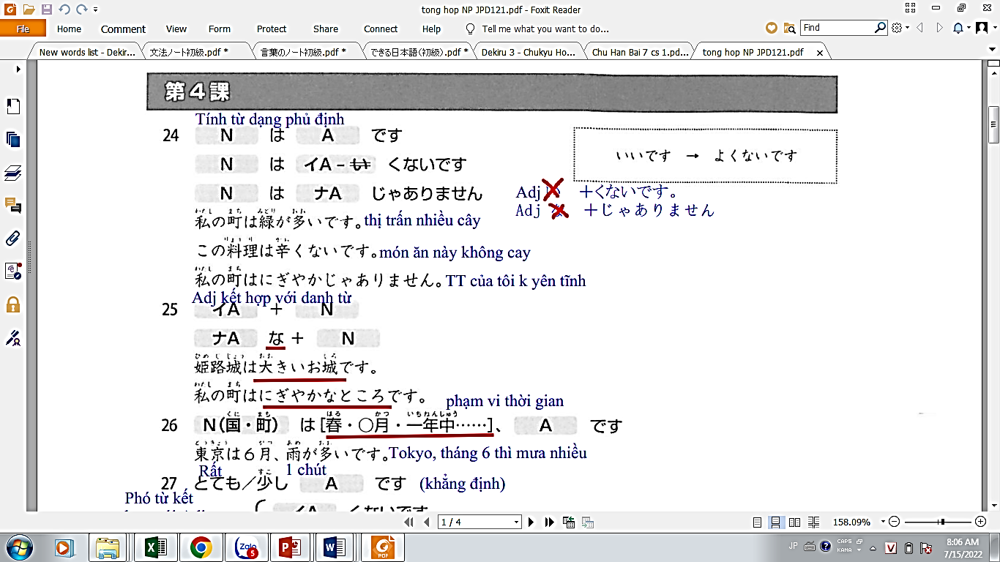 tong hop NP JPD121.pdf - Foxit Reader
File Home Comment View Form Protect Share Connect Help Tell me what you want to do... Find
New words list - Dekir... 文法ノート初級.pdf * 言葉のノート初級.pdf * できる日本語(初級).pdf * Dekiru 3 - Chukyu Ho... Chu Han Bai 7 cs 1.pd... tong hop NP JPD121.pdf
第4課
Tính từ dạng phủ định
24 N は A です
いいです → よくないです
N は イA-い くないです
N は ナA じゃありません
Adj い +くないです。
Adj な +じゃありません
私の町は緑が多いです。thị trấn nhiều cây
この料理は辛くないです。món ăn này không cay
私の町はにぎやかじゃありません。TT của tôi k yên tĩnh
Adj kết hợp với danh từ
25 イA + N
ナA な + N
姫路城は大きいお城です。
私の町はにぎやかなところです。 phạm vi thời gian
26 N(国・町) は [春・○月・一年中……]、 A です
東京は6月、雨が多いです。Tokyo, tháng 6 thì mưa nhiều
Rất 1 chút
27 とても/少し A です (khẳng định)
Phó từ kết
イA くないです
1 / 4 158.09%
JP CAPS KANA 8:06 AM
7/15/2022
Zalo 5
PDF